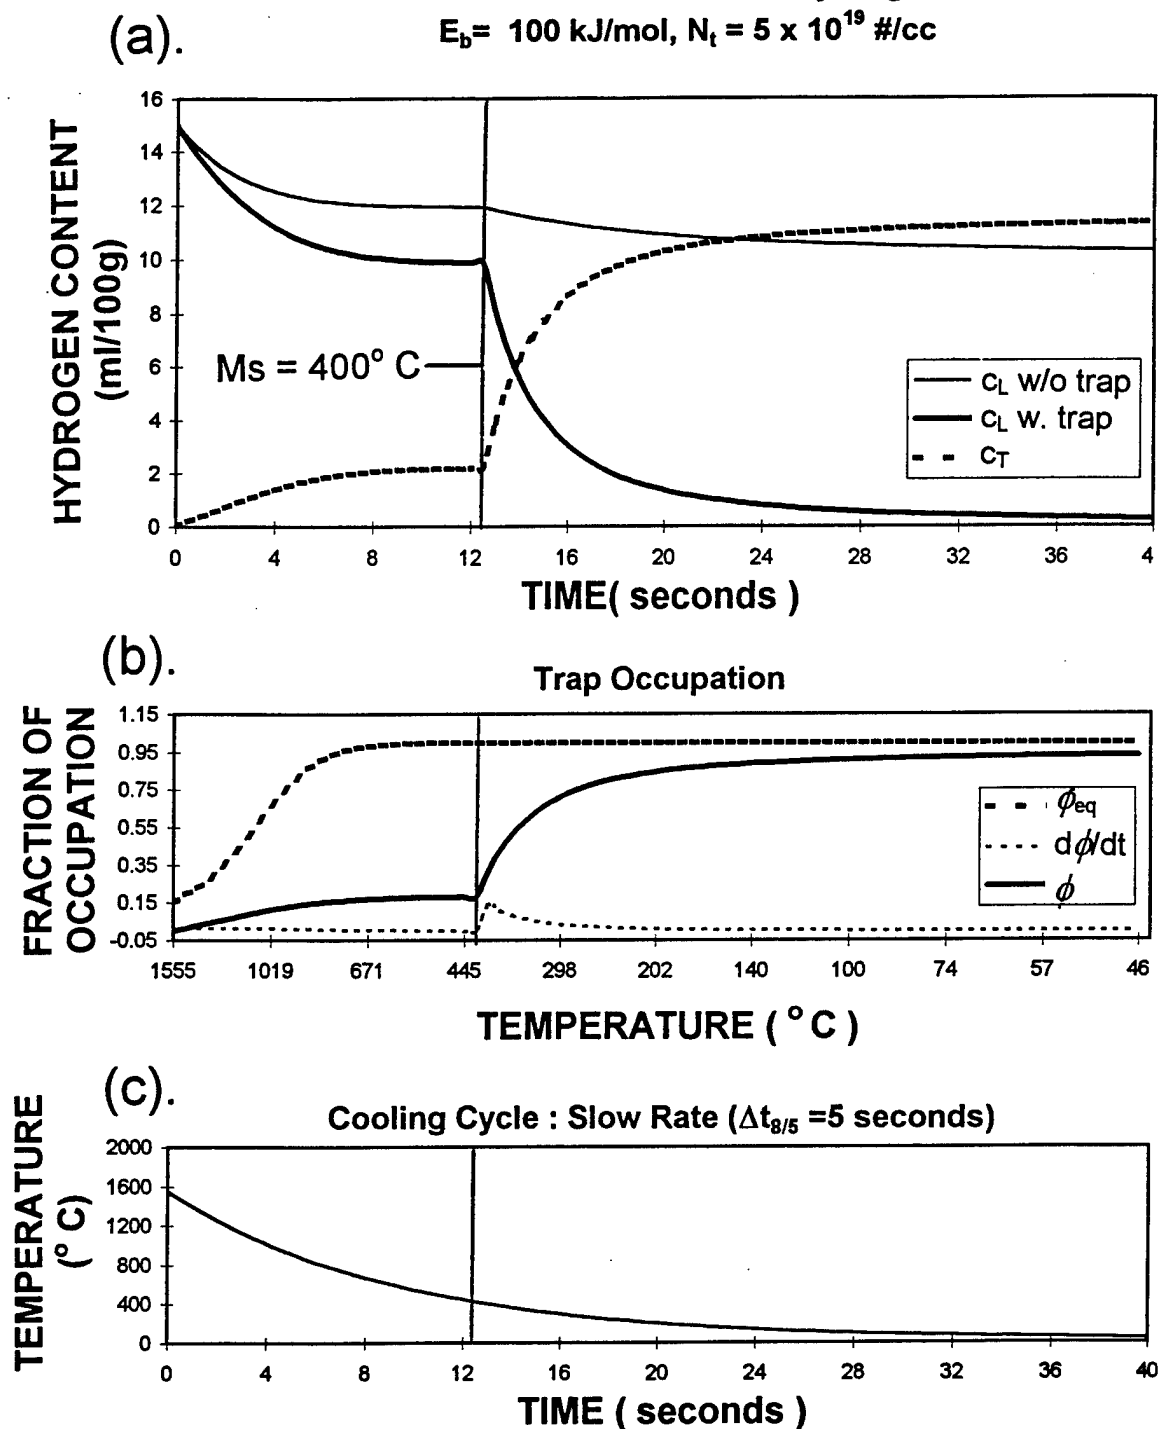 (a).
E_b= 100 kJ/mol, N_t = 5 x 10^19 #/cc
HYDROGEN CONTENT
(ml/100g)
16
14
12
10
8
6
4
2
0
Ms = 400° C
c_L w/o trap
c_L w. trap
c_T
0 4 8 12 16 20 24 28 32 36 4
TIME( seconds )
(b).
Trap Occupation
FRACTION OF
OCCUPATION
1.15
0.95
0.75
0.55
0.35
0.15
-0.05
ϕ_eq
dϕ/dt
ϕ
1555 1019 671 445 298 202 140 100 74 57 46
TEMPERATURE ( °C )
(c).
Cooling Cycle : Slow Rate (Δt_8/5 =5 seconds)
TEMPERATURE
(° C)
2000
1600
1200
800
400
0
0 4 8 12 16 20 24 28 32 36 40
TIME ( seconds )